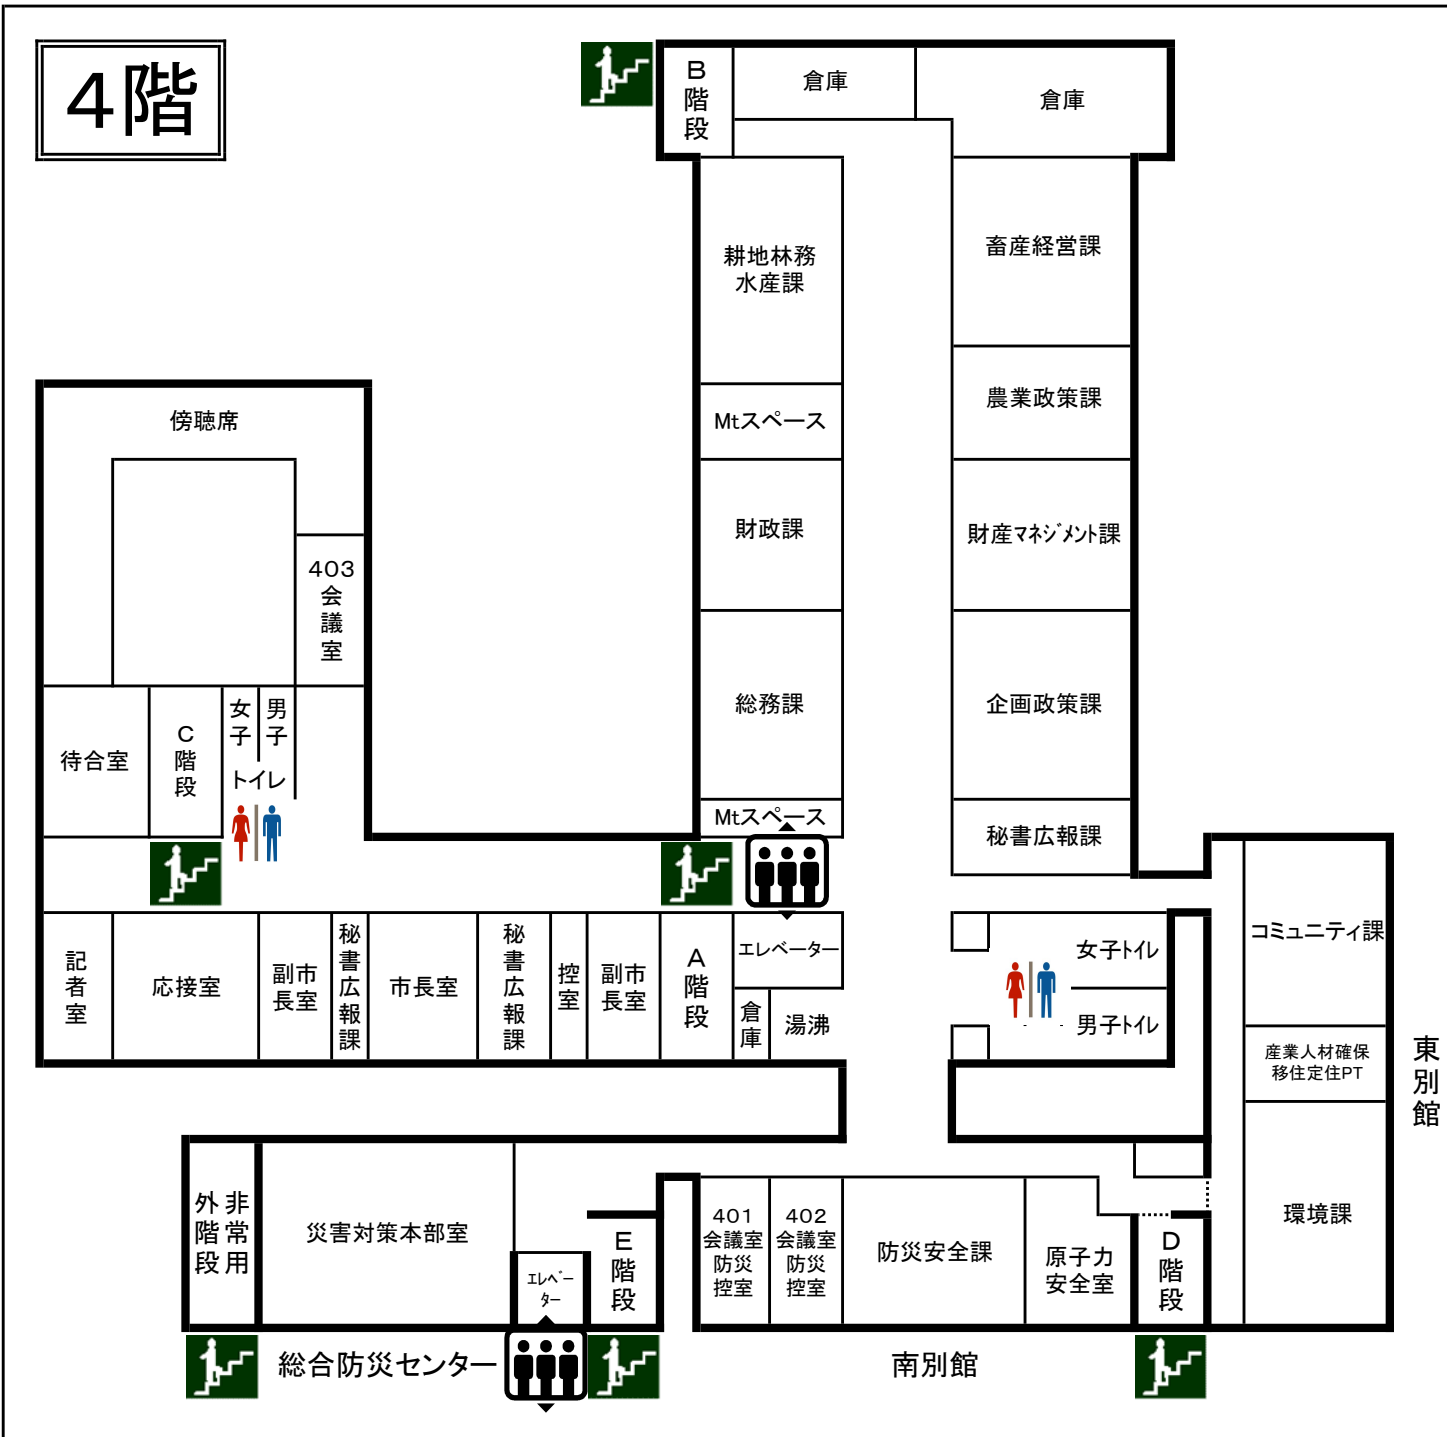 4階
B階段
倉庫
倉庫
耕地林務
水産課
畜産経営課
Mtスペース
農業政策課
財政課
財産マネジメント課
総務課
企画政策課
Mtスペース
秘書広報課
傍聴席
403
会議室
待合室
C階段
女子
男子
トイレ
記者室
応接室
副市
長室
秘書広報課
市長室
秘書広報課
控室
副市
長室
A階段
エレベーター
倉庫
湯沸
女子トイレ
男子トイレ
コミュニティ課
産業人材確保
移住定住PT
環境課
東別館
非常用
外階段
災害対策本部室
エレベー
ター
E階段
401
会議室
防災
控室
402
会議室
防災
控室
防災安全課
原子力
安全室
D階段
総合防災センター
南別館